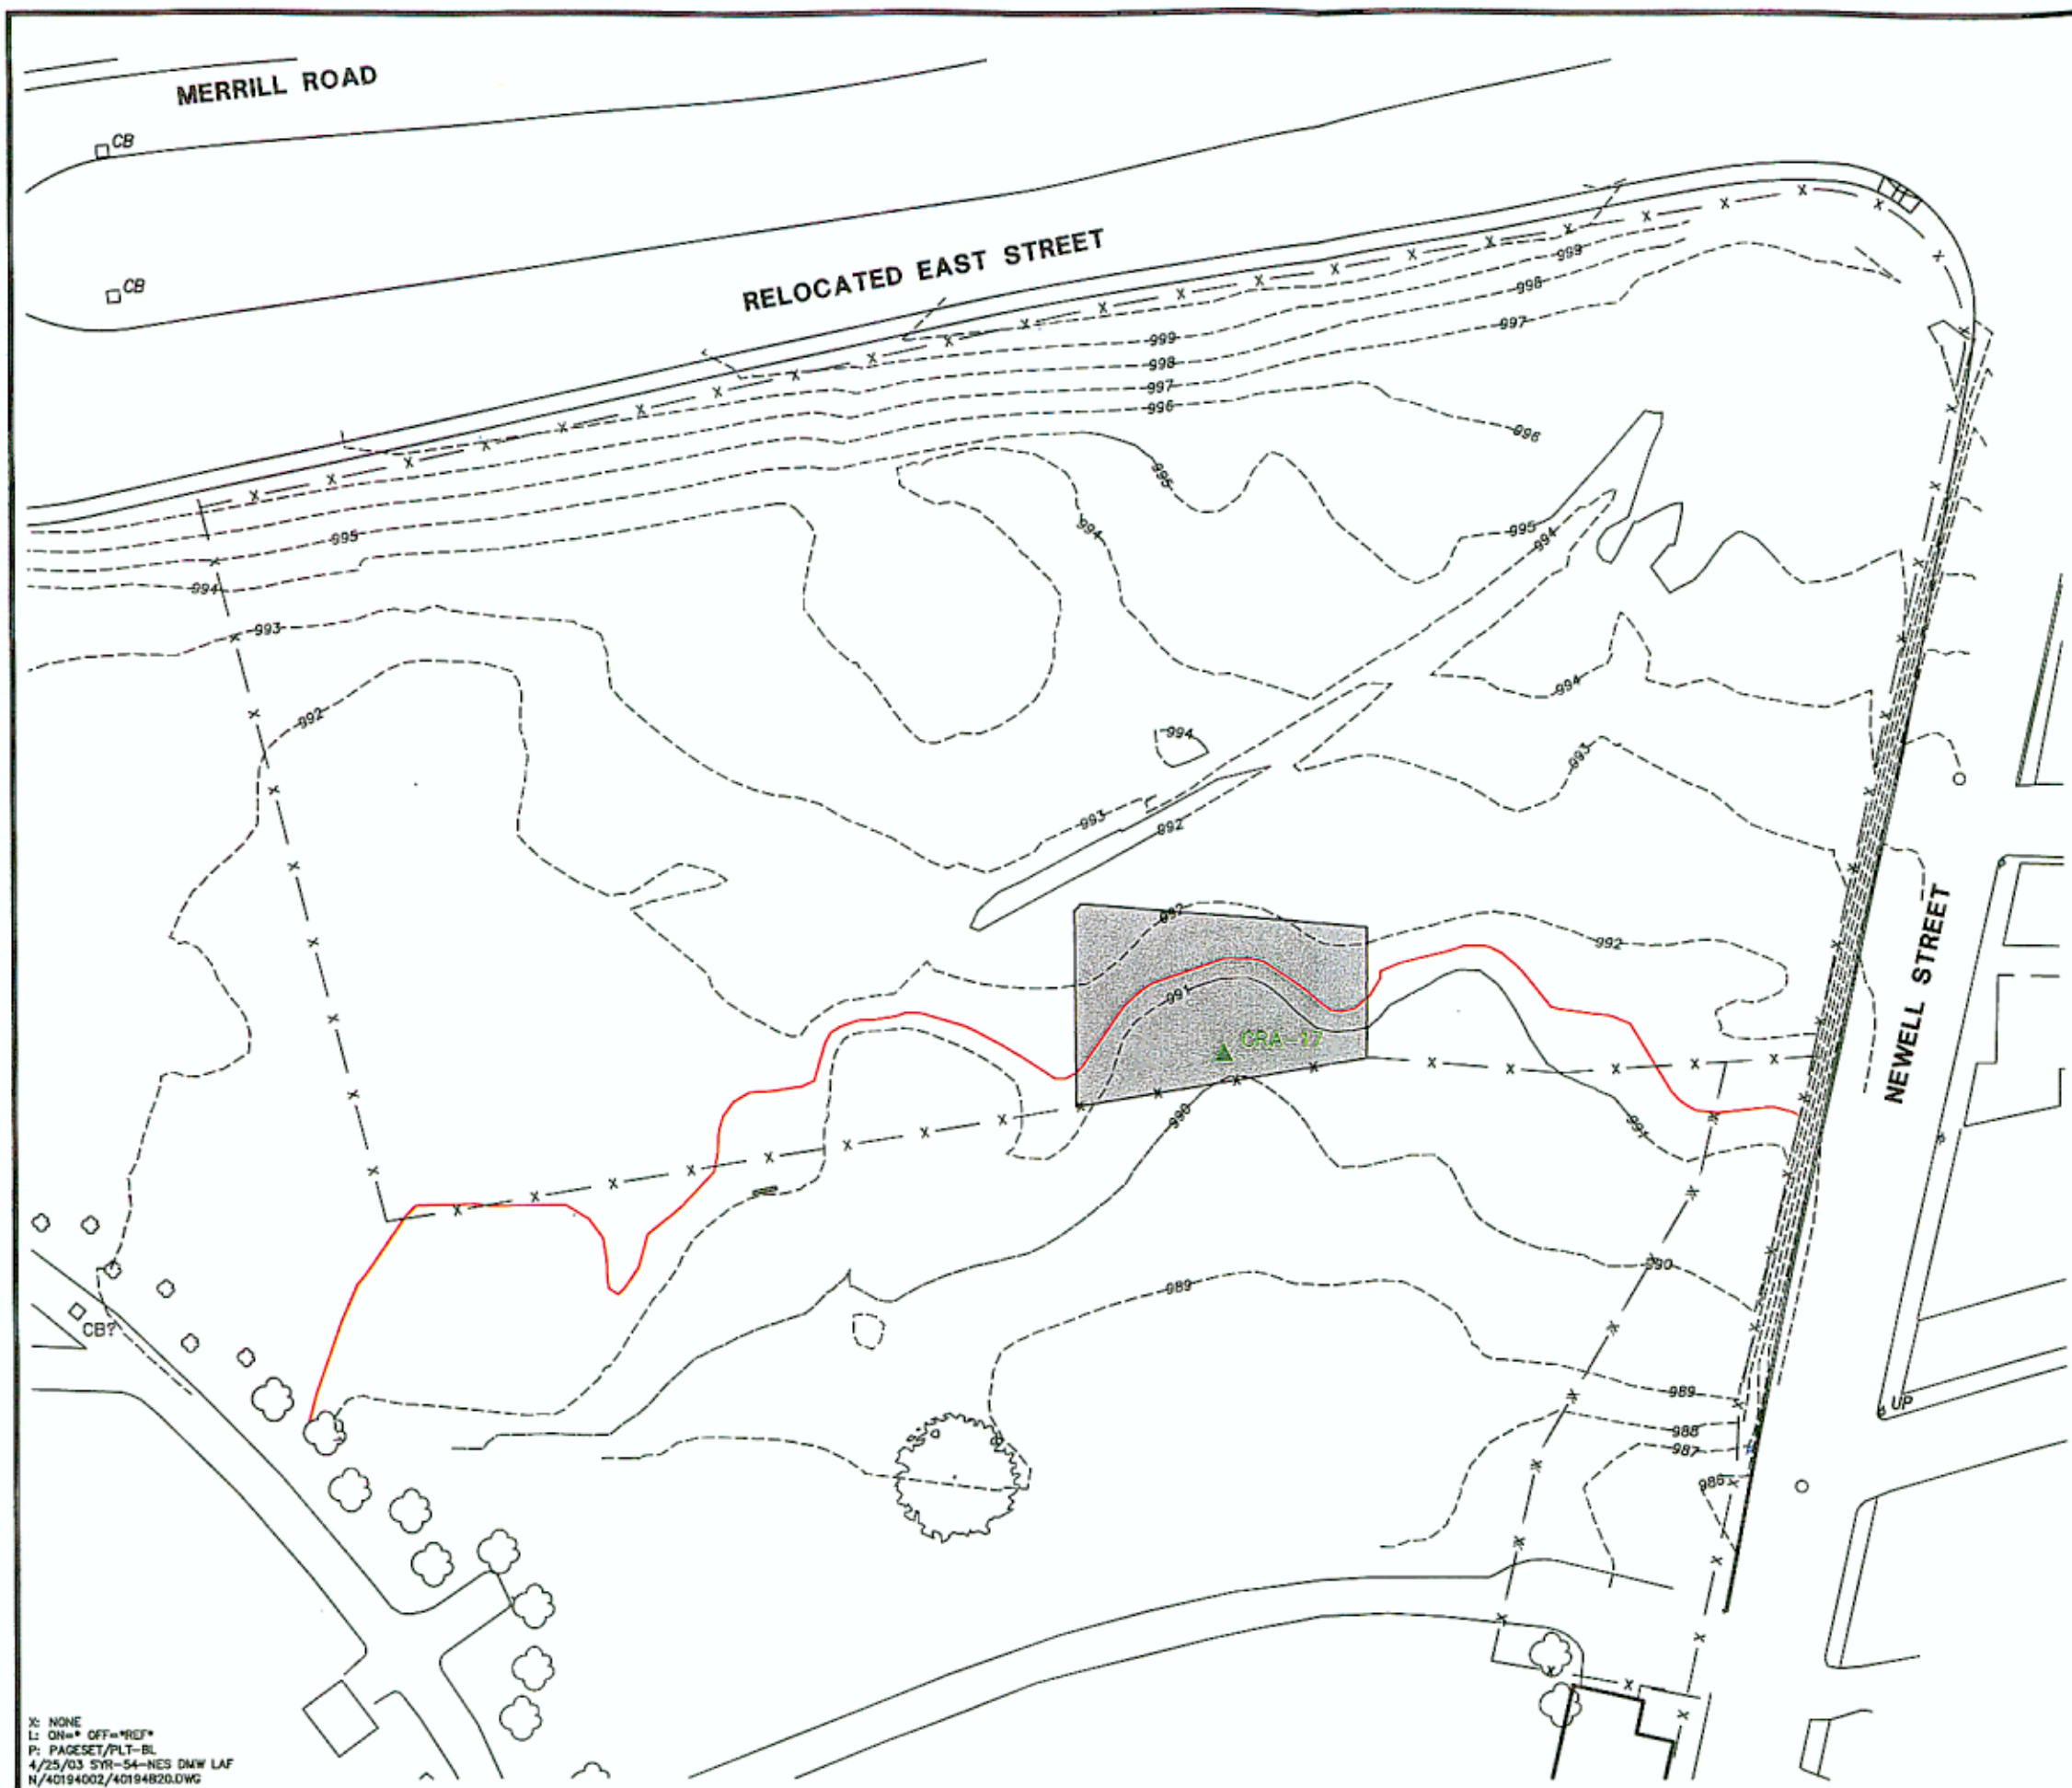 MERRILL ROAD
CB
CB
RELOCATED EAST STREET
999
998
997
999
998
997
996
996
995
995
994
994
995
994
993
994
992
994
993
993
992
992
992
991
GRA-17
990
991
990
989
989
988
987
986
NEWELL STREET
UP
CB?
X: NONE
L: ON=* OFF=*REF*
P: PAGESET/PLT-BL
4/25/03 SYR-54-NES DMW LAF
N/40194002/40194B20.DWG